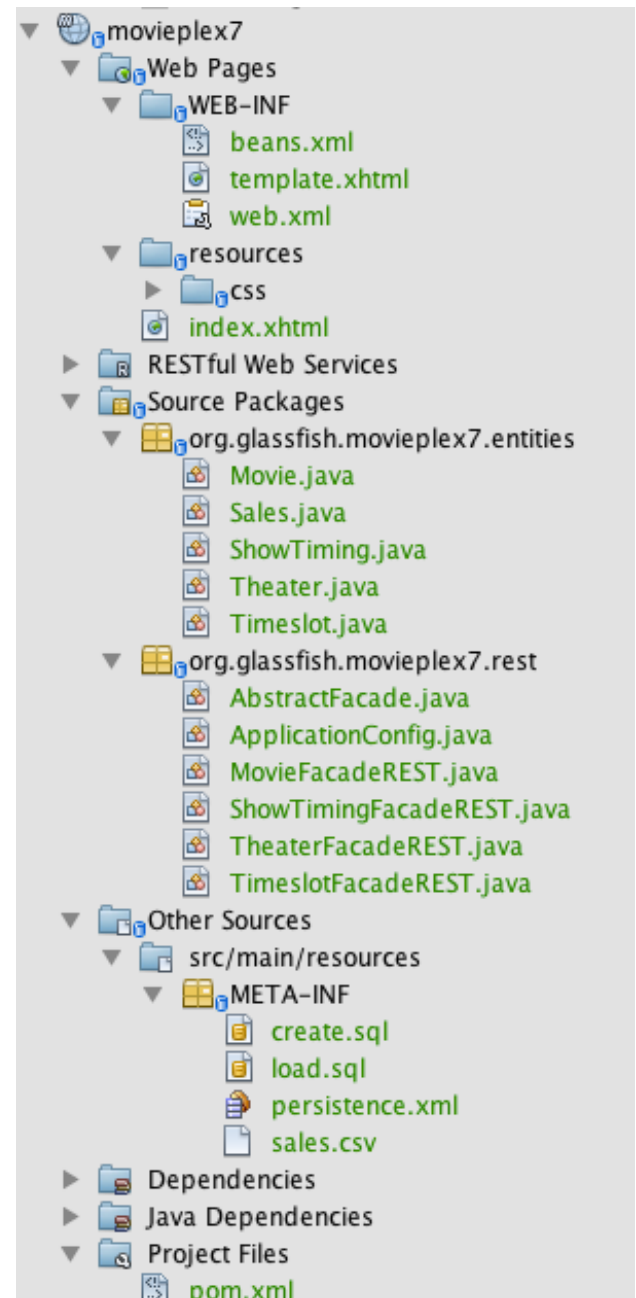 movieplex7
Web Pages
WEB-INF
beans.xml
template.xhtml
web.xml
resources
css
index.xhtml
RESTful Web Services
Source Packages
org.glassfish.movieplex7.entities
Movie.java
Sales.java
ShowTiming.java
Theater.java
Timeslot.java
org.glassfish.movieplex7.rest
AbstractFacade.java
ApplicationConfig.java
MovieFacadeREST.java
ShowTimingFacadeREST.java
TheaterFacadeREST.java
TimeslotFacadeREST.java
Other Sources
src/main/resources
META-INF
create.sql
load.sql
persistence.xml
sales.csv
Dependencies
Java Dependencies
Project Files
pom.xml